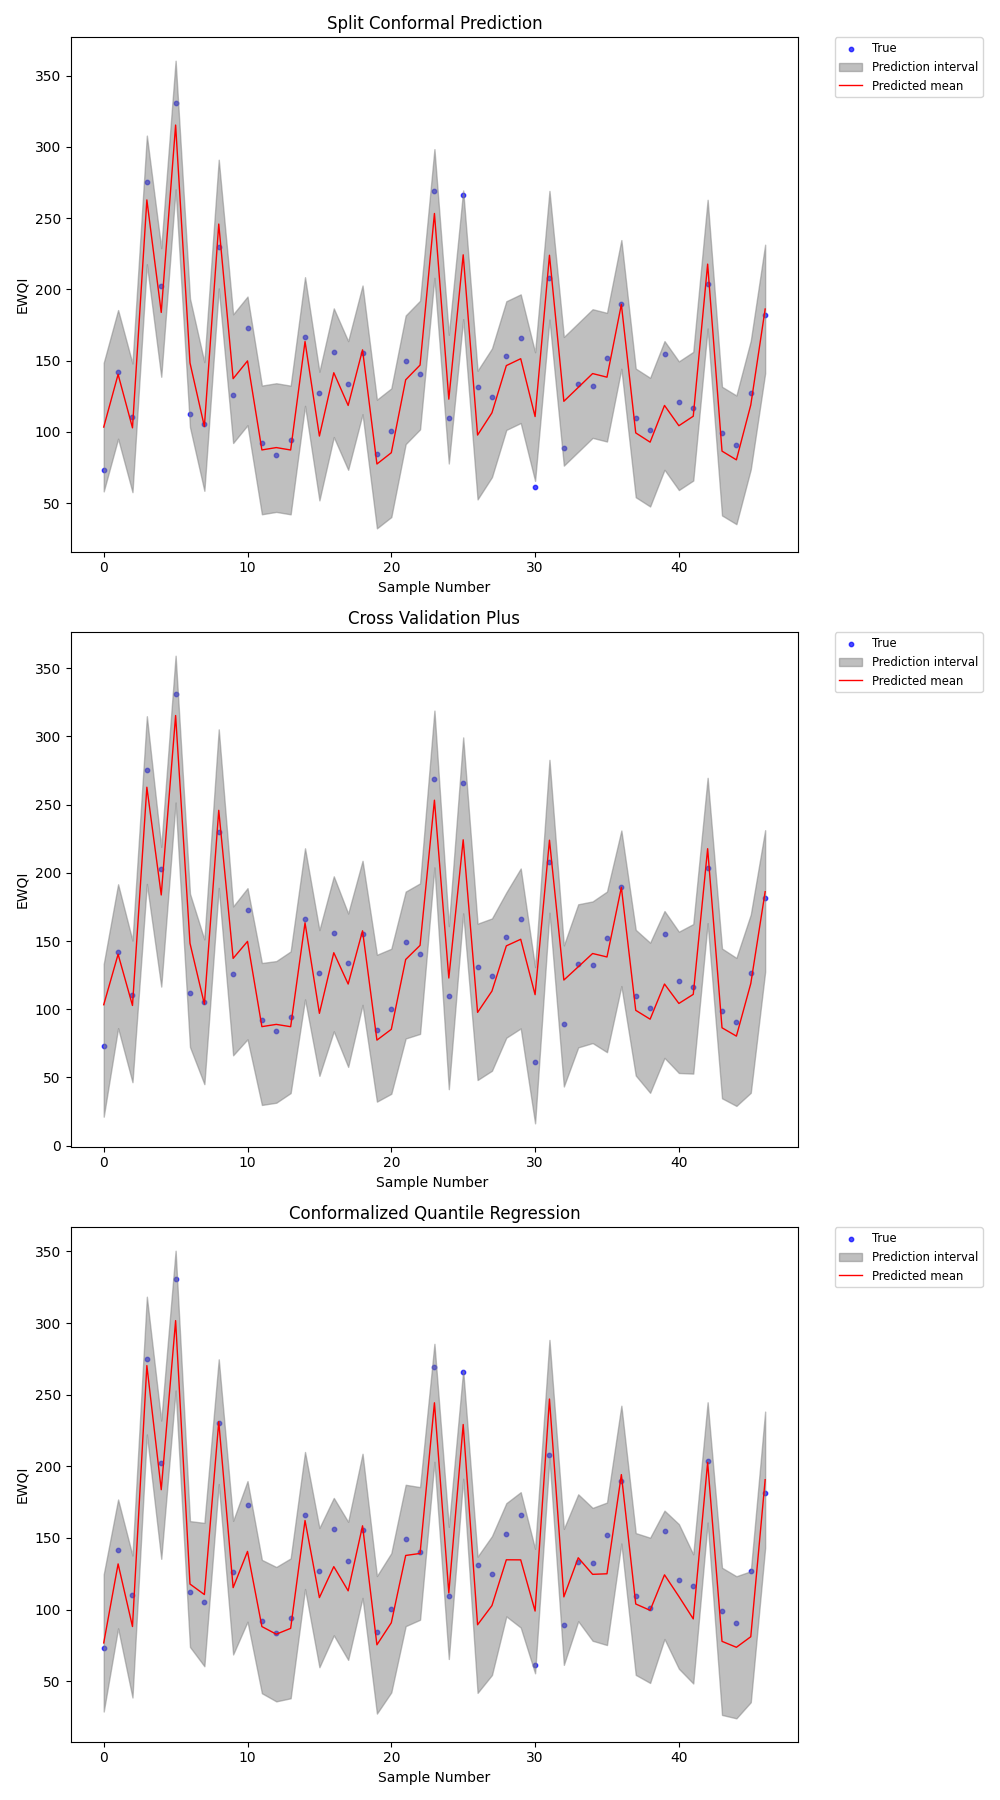 Split Conformal Prediction
True
Prediction interval
Predicted mean
EWQI
350
300
250
200
150
100
50
0 10 20 30 40
Sample Number
Cross Validation Plus
True
Prediction interval
Predicted mean
EWQI
350
300
250
200
150
100
50
0
0 10 20 30 40
Sample Number
Conformalized Quantile Regression
True
Prediction interval
Predicted mean
EWQI
350
300
250
200
150
100
50
0 10 20 30 40
Sample Number